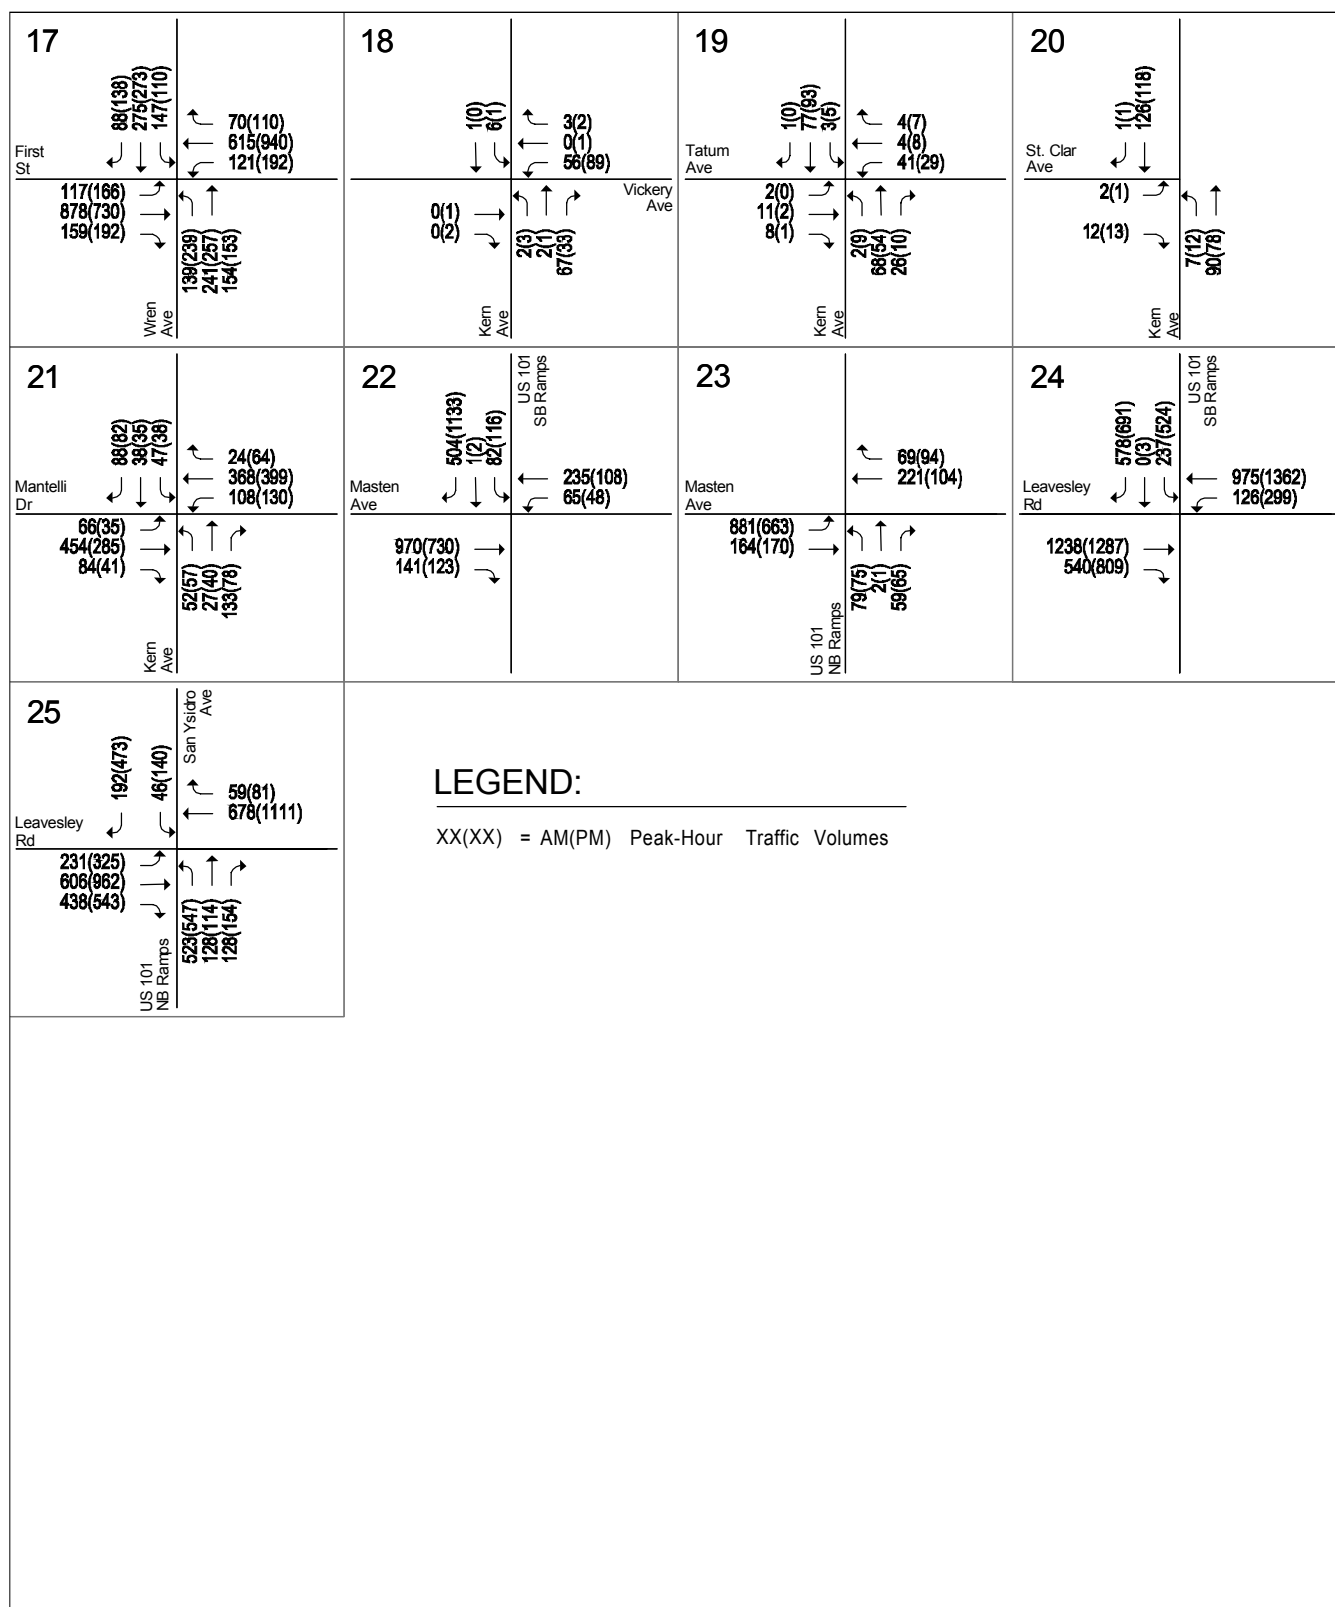 17
88(138)
275(273)
147(110)
70(110)
615(940)
121(192)
First
St
117(166)
878(730)
159(192)
139(239)
241(257)
154(153)
Wren
Ave
18
1(0)
6(1)
3(2)
0(1)
56(89)
Vickery
Ave
0(1)
0(2)
2(3)
2(1)
67(33)
Kern
Ave
19
1(0)
77(93)
3(5)
4(7)
4(8)
41(29)
Tatum
Ave
2(0)
11(2)
8(1)
2(9)
68(54)
26(10)
Kern
Ave
20
1(1)
126(118)
St. Clar
Ave
2(1)
12(13)
7(12)
90(78)
Kern
Ave
21
88(82)
38(35)
47(38)
24(64)
368(399)
108(130)
Mantelli
Dr
66(35)
454(285)
84(41)
52(57)
27(40)
133(78)
Kern
Ave
22
US 101
SB Ramps
504(1133)
1(2)
82(116)
235(108)
65(48)
Masten
Ave
970(730)
141(123)
23
69(94)
221(104)
Masten
Ave
881(663)
164(170)
79(75)
2(1)
59(65)
US 101
NB Ramps
24
US 101
SB Ramps
578(691)
0(3)
237(524)
975(1362)
126(299)
Leavesley
Rd
1238(1287)
540(809)
25
San Ysidro
Ave
192(473)
46(140)
59(81)
678(1111)
Leavesley
Rd
231(325)
606(962)
438(543)
523(547)
128(114)
128(154)
US 101
NB Ramps
LEGEND:
XX(XX) = AM(PM) Peak-Hour Traffic Volumes